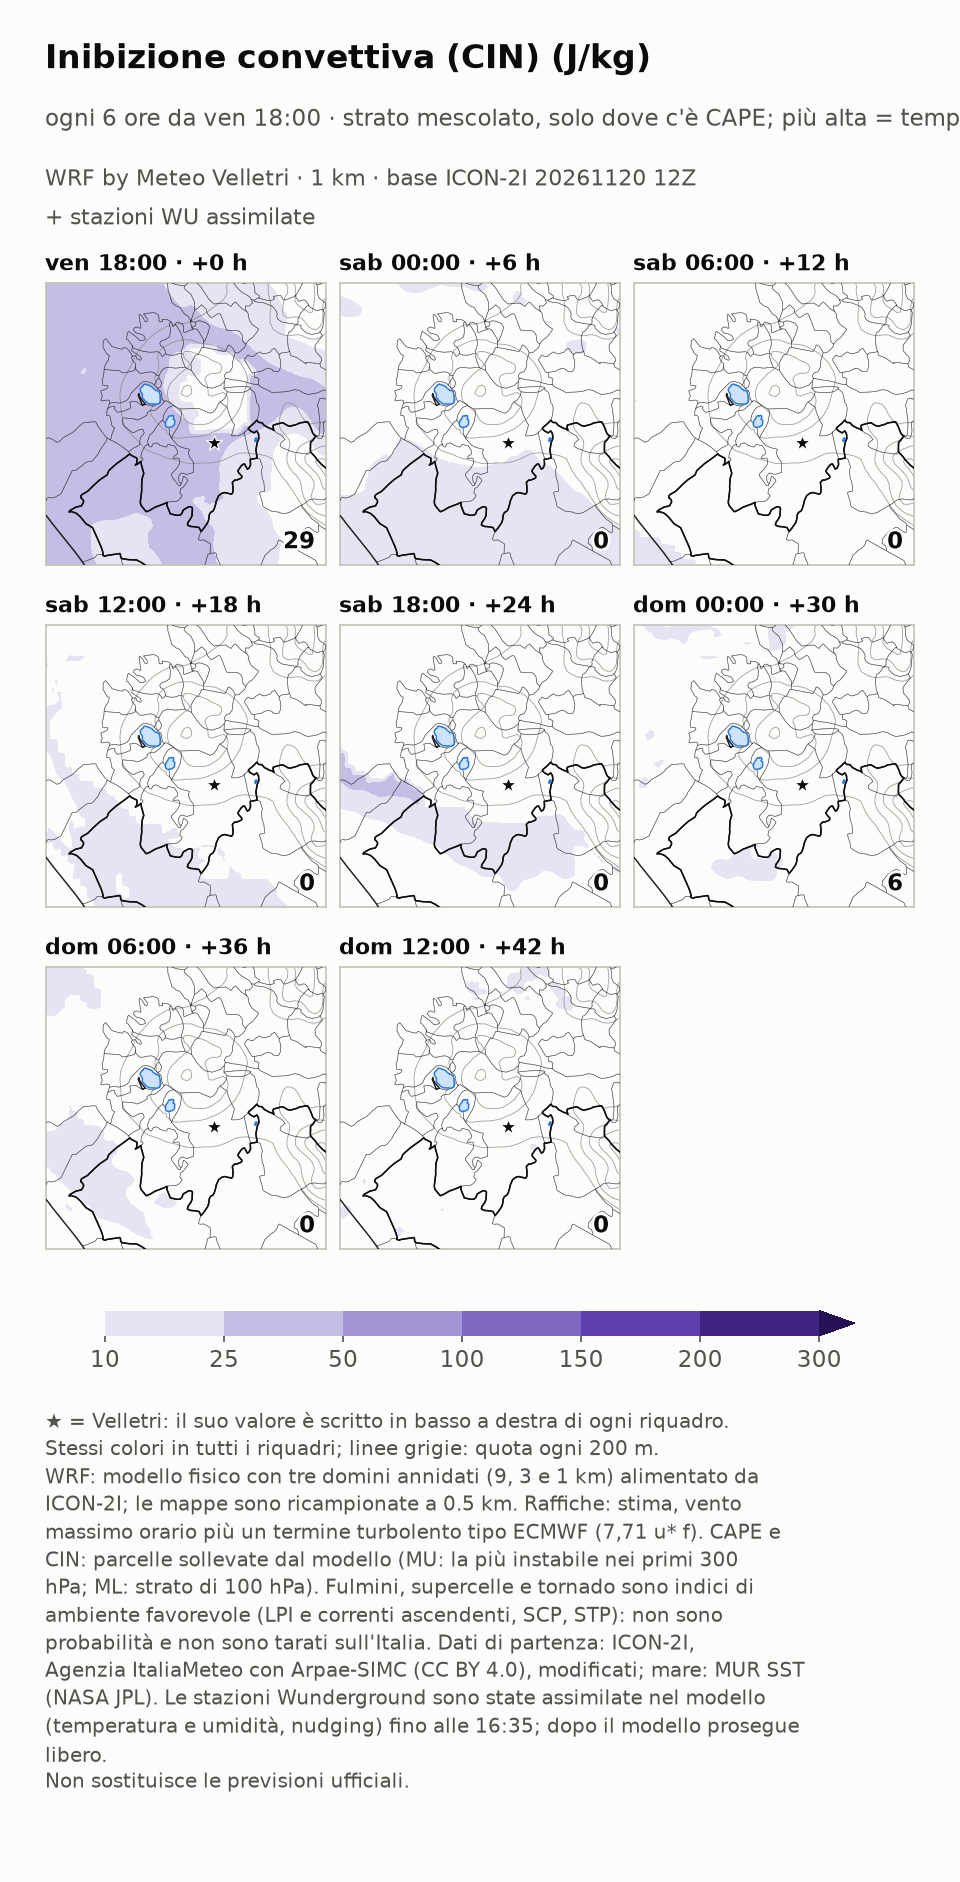 Inibizione convettiva (CIN) (J/kg)
ogni 6 ore da ven 18:00 · strato mescolato, solo dove c'è CAPE; più alta = temp
WRF by Meteo Velletri · 1 km · base ICON-2I 20261120 12Z
+ stazioni WU assimilate
ven 18:00 · +0 h
sab 00:00 · +6 h
sab 06:00 · +12 h
29
0
0
sab 12:00 · +18 h
sab 18:00 · +24 h
dom 00:00 · +30 h
0
0
6
dom 06:00 · +36 h
dom 12:00 · +42 h
0
0
10 25 50 100 150 200 300
★ = Velletri: il suo valore è scritto in basso a destra di ogni riquadro.
Stessi colori in tutti i riquadri; linee grigie: quota ogni 200 m.
WRF: modello fisico con tre domini annidati (9, 3 e 1 km) alimentato da
ICON-2I; le mappe sono ricampionate a 0.5 km. Raffiche: stima, vento
massimo orario più un termine turbolento tipo ECMWF (7,71 u* f). CAPE e
CIN: parcelle sollevate dal modello (MU: la più instabile nei primi 300
hPa; ML: strato di 100 hPa). Fulmini, supercelle e tornado sono indici di
ambiente favorevole (LPI e correnti ascendenti, SCP, STP): non sono
probabilità e non sono tarati sull'Italia. Dati di partenza: ICON-2I,
Agenzia ItaliaMeteo con Arpae-SIMC (CC BY 4.0), modificati; mare: MUR SST
(NASA JPL). Le stazioni Wunderground sono state assimilate nel modello
(temperatura e umidità, nudging) fino alle 16:35; dopo il modello prosegue
libero.
Non sostituisce le previsioni ufficiali.